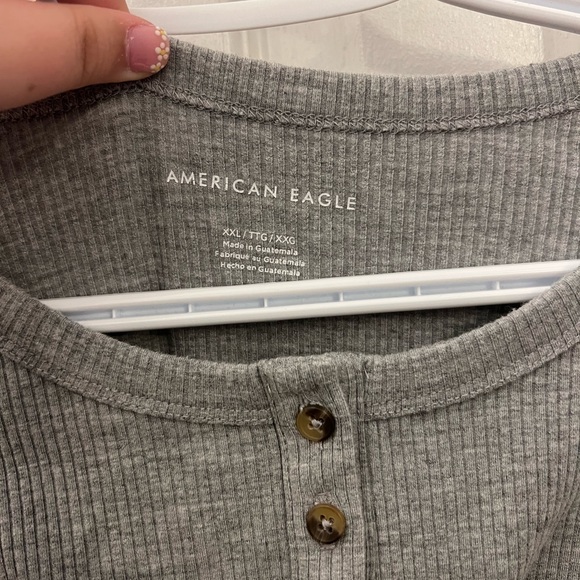 AMERICAN EAGLE
XXL / TTG / XXG
Made in Guatemala
Fabriqué au Guatemala
Hecho en Guatemala